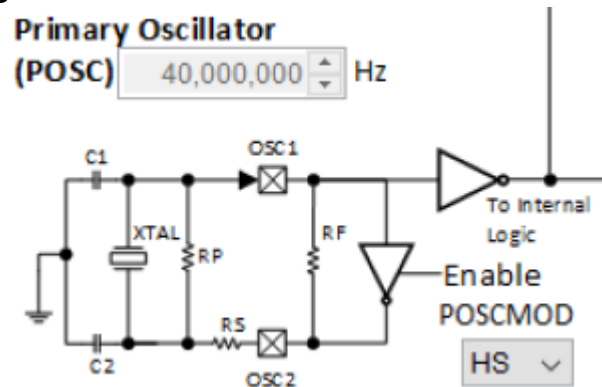 Primary Oscillator
(POSC) 40,000,000 Hz
C1
OSC1
XTAL
RP
RF
To Internal
Logic
Enable
POSCMOD
RS
C2
OSC2
HS